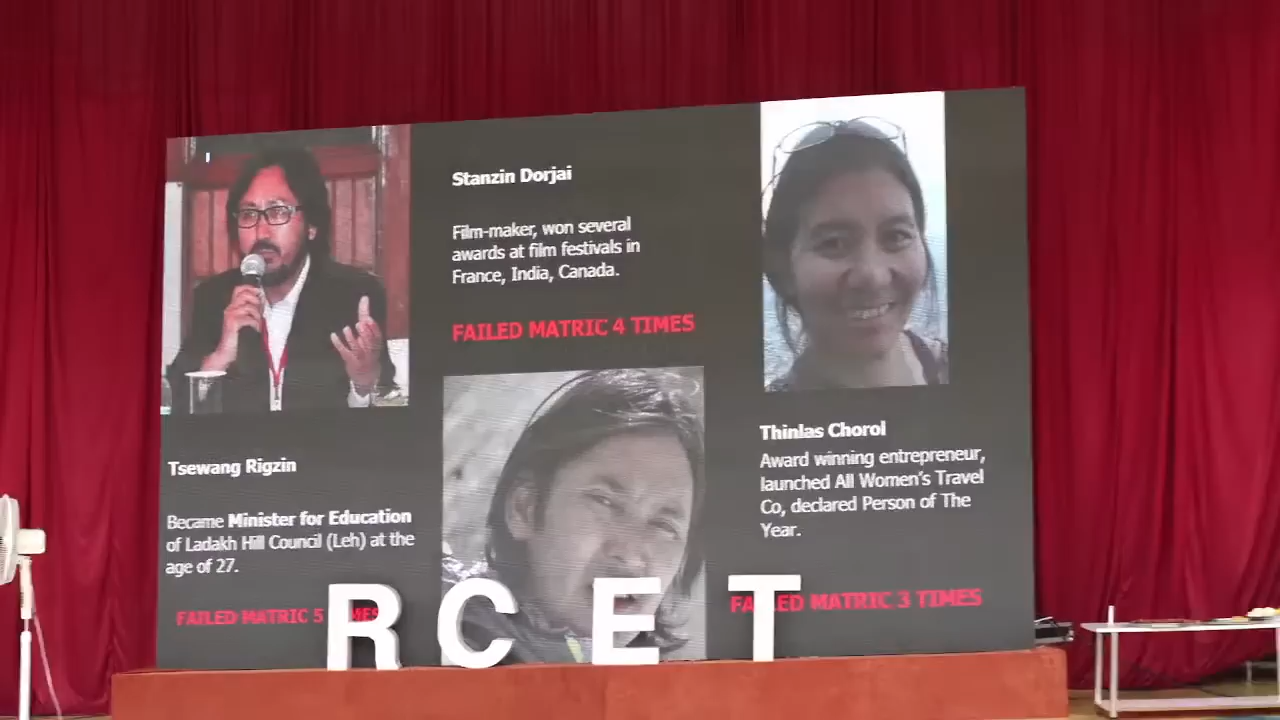 Stanzin Dorjai
Film-maker, won several
awards at film festivals in
France, India, Canada.
FAILED MATRIC 4 TIMES
Tsewang Rigzin
Became Minister for Education
of Ladakh Hill Council (Leh) at the
age of 27.
FAILED MATRIC 5
Thinlas Chorol
Award winning entrepreneur,
launched All Women's Travel
Co, declared Person of The
Year.
MATRIC 3 TIMES
R C E T